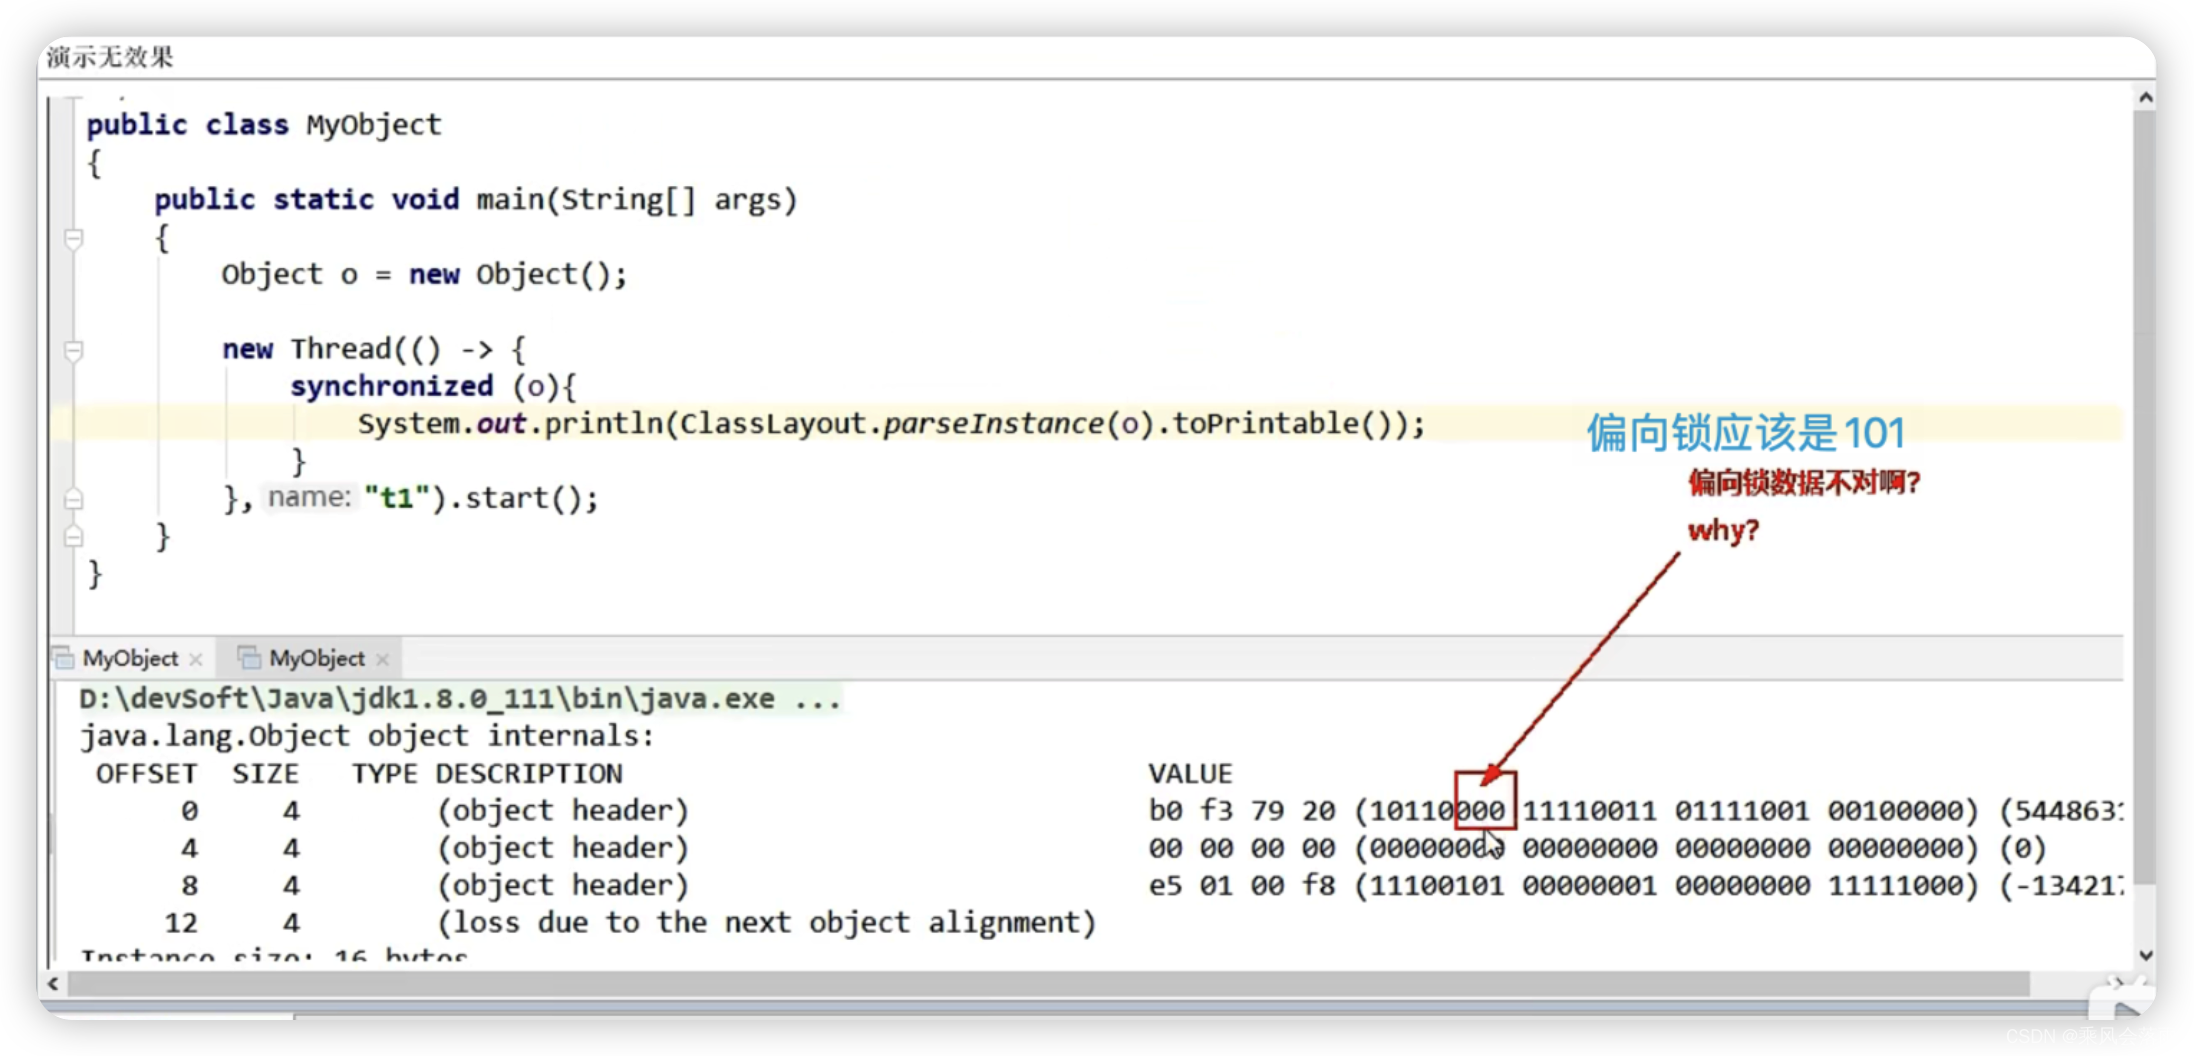 演示无效果
public class MyObject
{
public static void main(String[] args)
{
Object o = new Object();
new Thread(() -> {
synchronized (o){
System.out.println(ClassLayout.parseInstance(o).toPrintable());
偏向锁应该是101
}
偏向锁数据不对啊?
}, name: "t1").start();
why?
}
}
MyObject × MyObject ×
D:\devSoft\Java\jdk1.8.0_111\bin\java.exe ...
java.lang.Object object internals:
OFFSET SIZE TYPE DESCRIPTION VALUE
0 4 (object header) b0 f3 79 20 (10110000 11110011 01111001 00100000) (544863
4 4 (object header) 00 00 00 00 (00000000 00000000 00000000 00000000) (0)
8 4 (object header) e5 01 00 f8 (11100101 00000001 00000000 11111000) (-13421
12 4 (loss due to the next object alignment)
Instance size: 16 bytes
CSDN @乘风